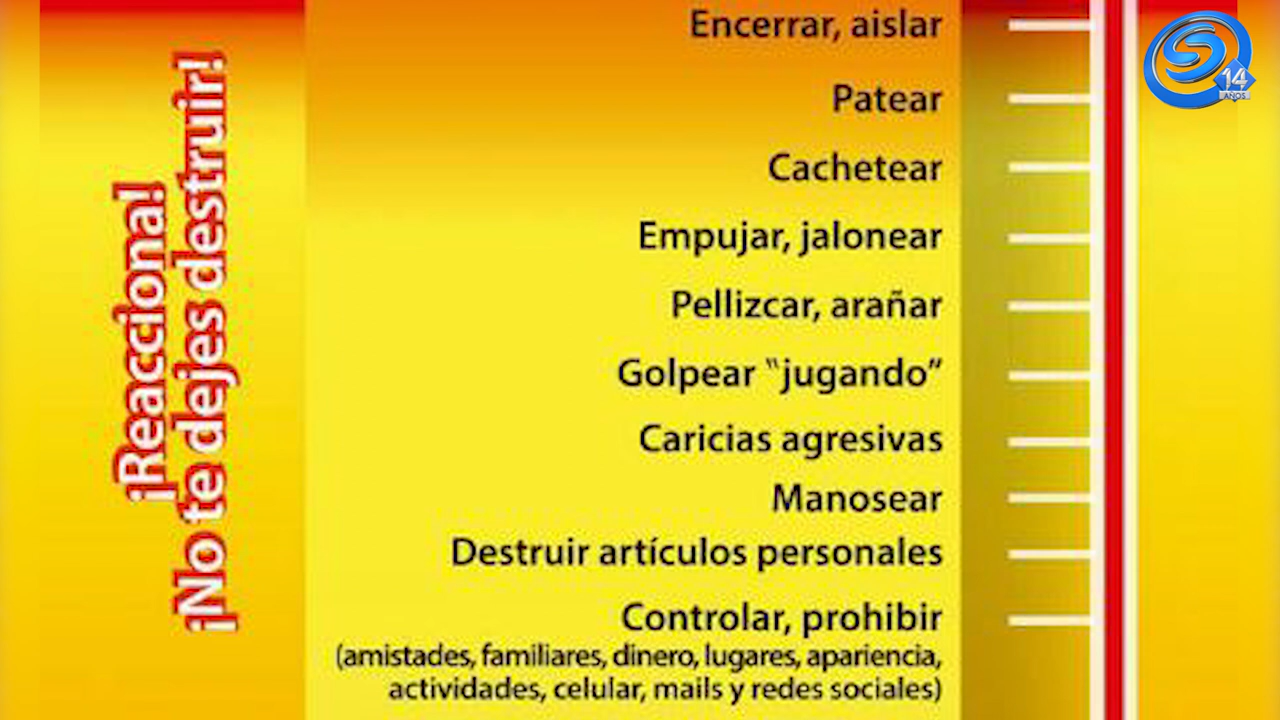 ¡Reacciona!
¡No te dejes destruir!
Encerrar, aislar
Patear
Cachetear
Empujar, jalonear
Pellizcar, arañar
Golpear "jugando"
Caricias agresivas
Manosear
Destruir artículos personales
Controlar, prohibir
(amistades, familiares, dinero, lugares, apariencia,
actividades, celular, mails y redes sociales)
S
14
AÑOS